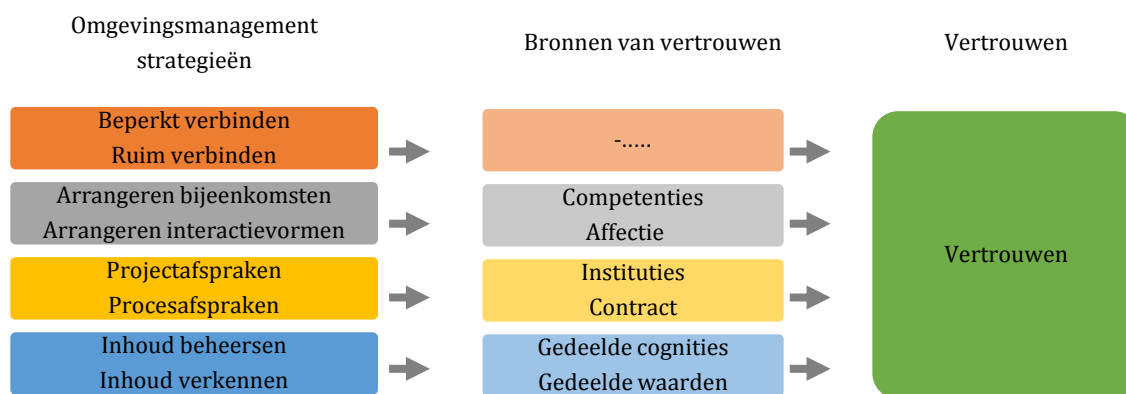 Omgevingsmanagement
strategieën
Bronnen van vertrouwen
Vertrouwen
Beperkt verbinden
Ruim verbinden
-.....
Arrangeren bijeenkomsten
Arrangeren interactievormen
Competenties
Affectie
Projectafspraken
Procesafspraken
Instituties
Contract
Inhoud beheersen
Inhoud verkennen
Gedeelde cognities
Gedeelde waarden
Vertrouwen